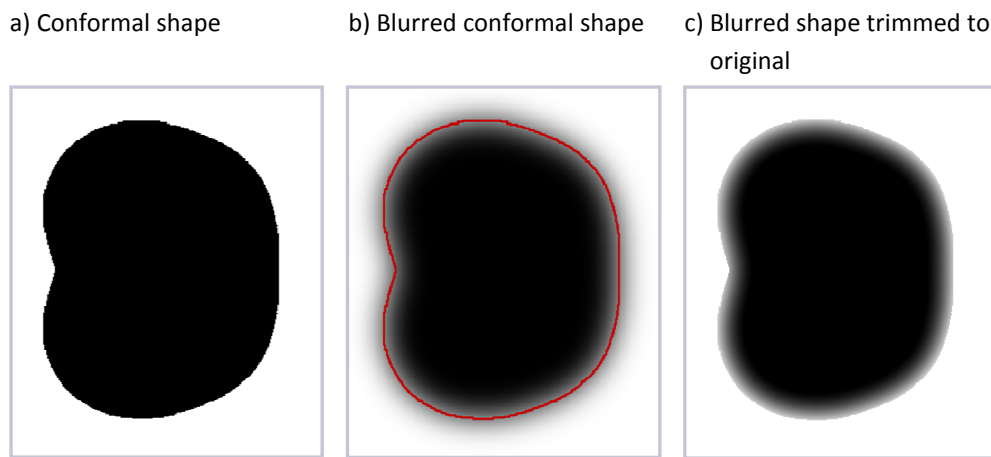 a) Conformal shape
b) Blurred conformal shape
c) Blurred shape trimmed to
original